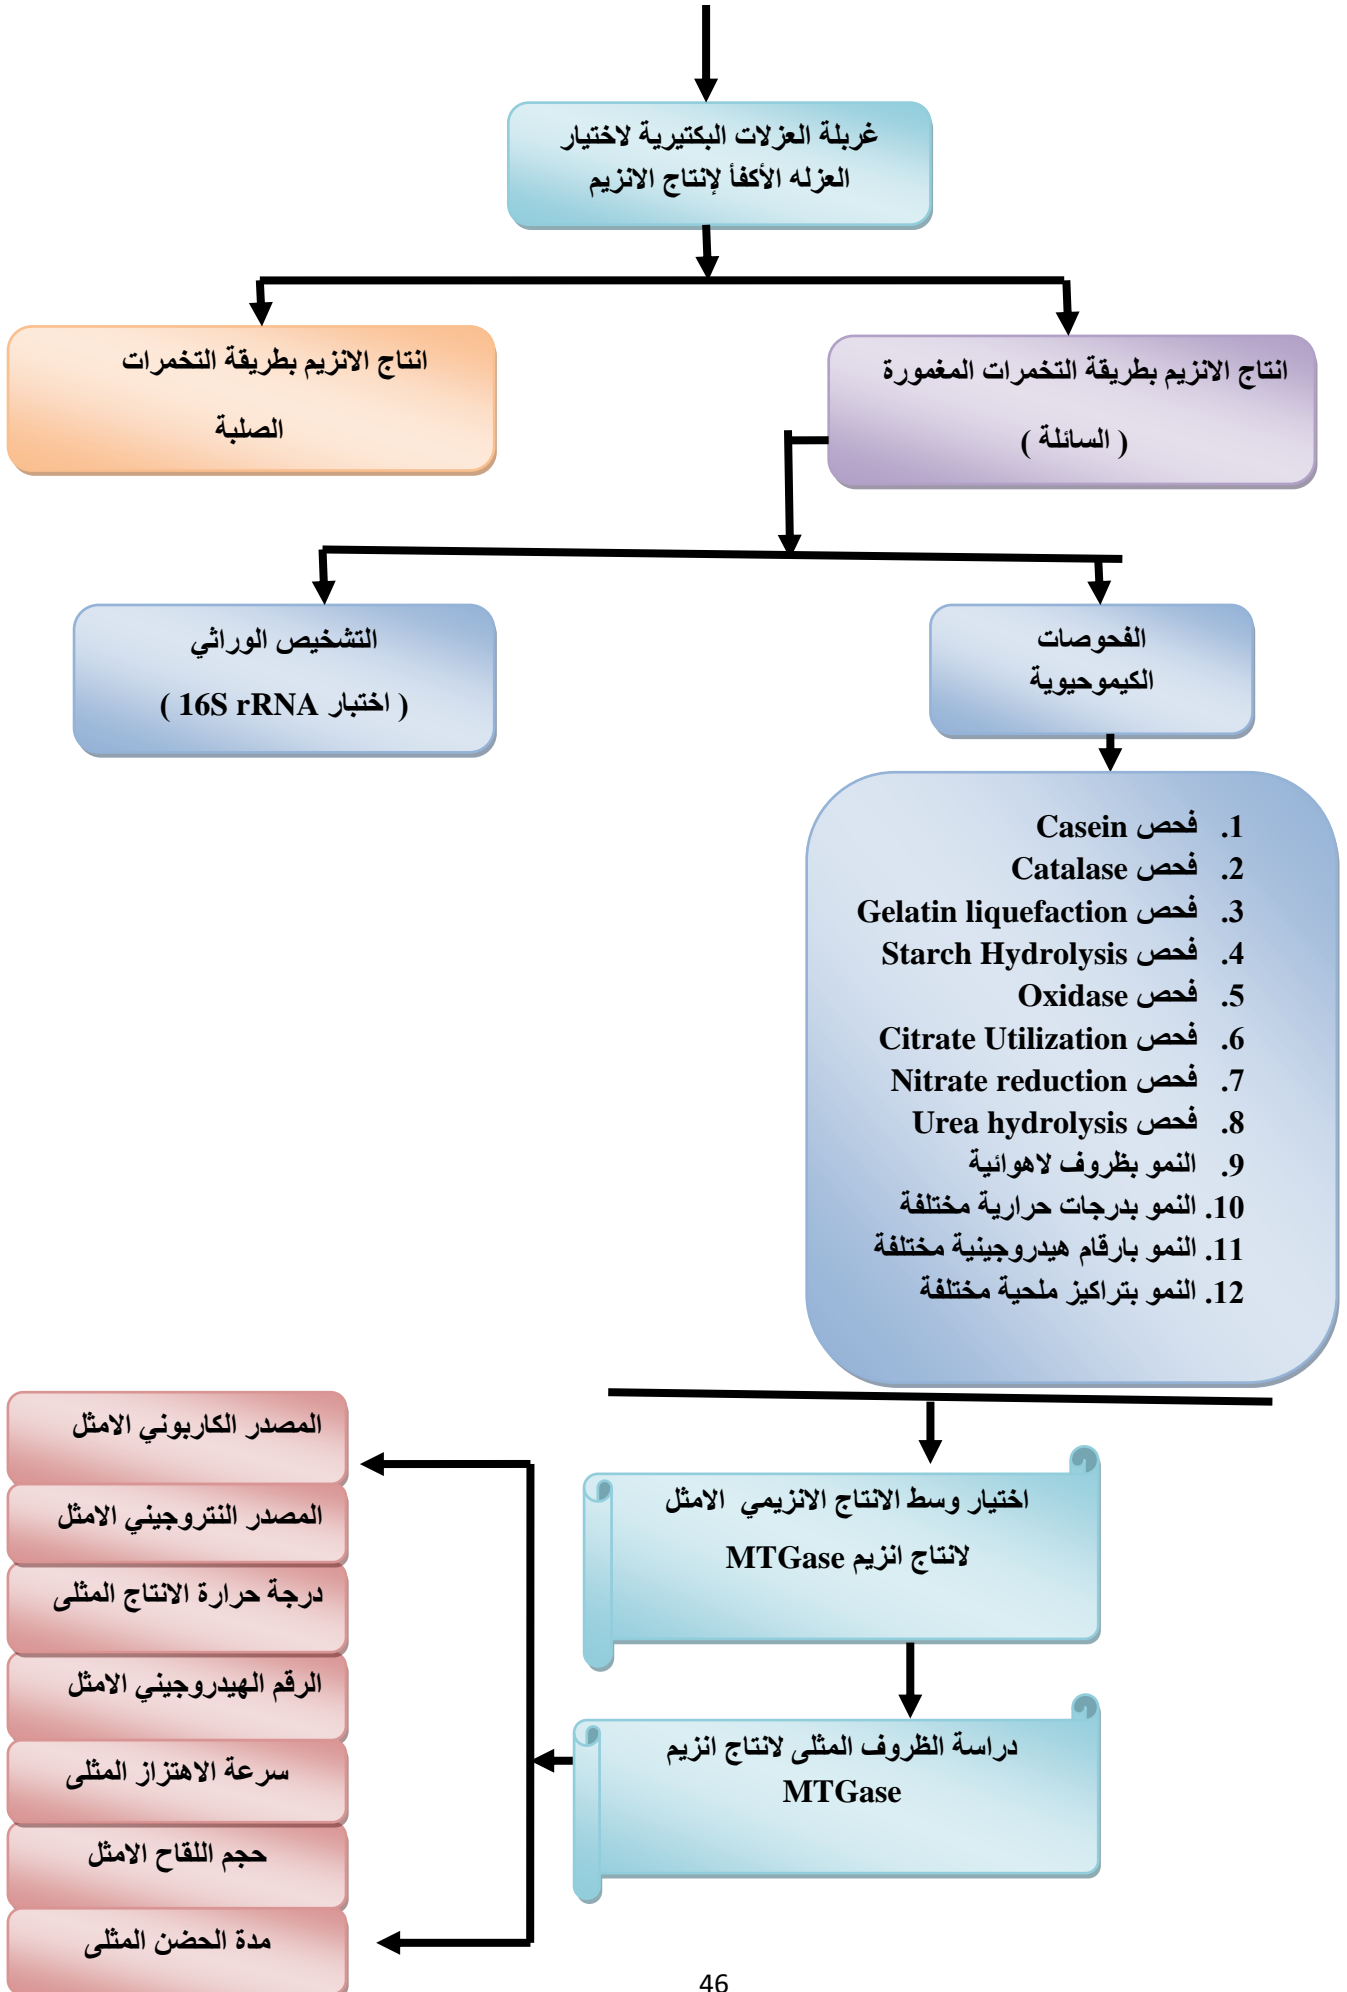 غربلة العزلات البكتيرية لاختيار
العزله الأكفأ لإنتاج الانزيم
انتاج الانزيم بطريقة التخمرات المغمورة
( السائلة )
انتاج الانزيم بطريقة التخمرات
الصلبة
الفحوصات
الكيموحيوية
التشخيص الوراثي
( اختبار 16S rRNA )
1. فحص Casein
2. فحص Catalase
3. فحص Gelatin liquefaction
4. فحص Starch Hydrolysis
5. فحص Oxidase
6. فحص Citrate Utilization
7. فحص Nitrate reduction
8. فحص Urea hydrolysis
9. النمو بظروف لاهوائية
10. النمو بدرجات حرارية مختلفة
11. النمو بارقام هيدروجينية مختلفة
12. النمو بتراكيز ملحية مختلفة
اختيار وسط الانتاج الانزيمي الامثل
لانتاج انزيم MTGase
دراسة الظروف المثلى لانتاج انزيم
MTGase
المصدر الكاربوني الامثل
المصدر النتروجيني الامثل
درجة حرارة الانتاج المثلى
الرقم الهيدروجيني الامثل
سرعة الاهتزاز المثلى
حجم اللقاح الامثل
مدة الحضن المثلى
46